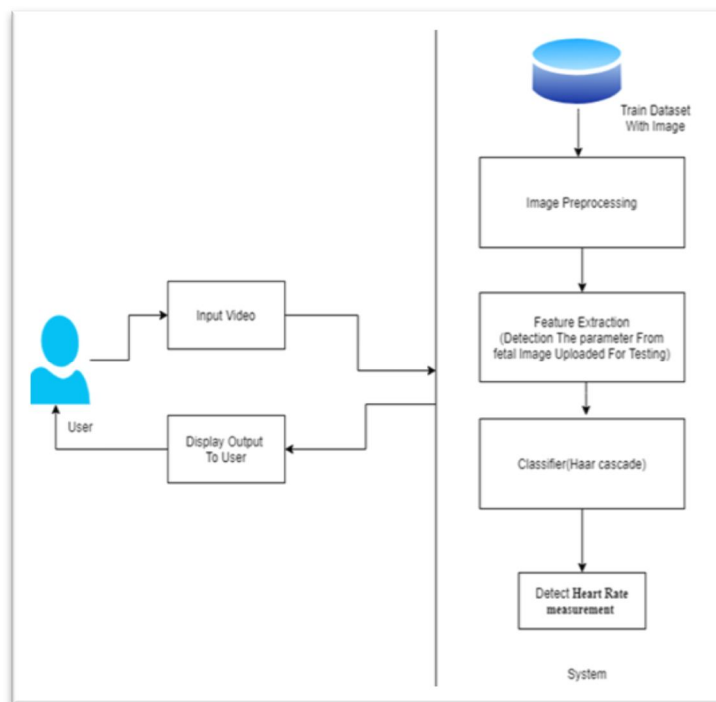 Train Dataset
With Image
Image Preprocessing
Feature Extraction
(Detection The parameter From
fetal Image Uploaded For Testing)
Classifier(Haar cascade)
Detect Heart Rate
measurement
System
Input Video
User
Display Output
To User